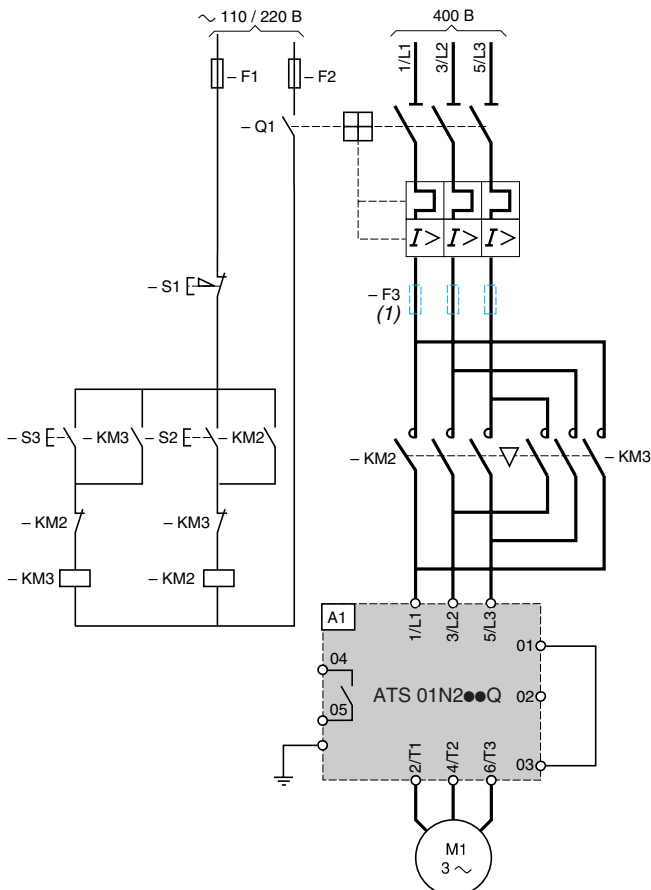 ∼ 110 / 220 В
400 В
1/L1
3/L2
5/L3
– F1
– F2
– Q1
I>
I>
I>
– S1
– F3
(1)
– S3
– KM3
– S2
– KM2
– KM2
– KM3
– KM2
– KM3
– KM3
– KM2
A1
1/L1
3/L2
5/L3
01
04
ATS 01N2●●Q
02
05
03
2/T1
4/T2
6/T3
M1
3 ∼